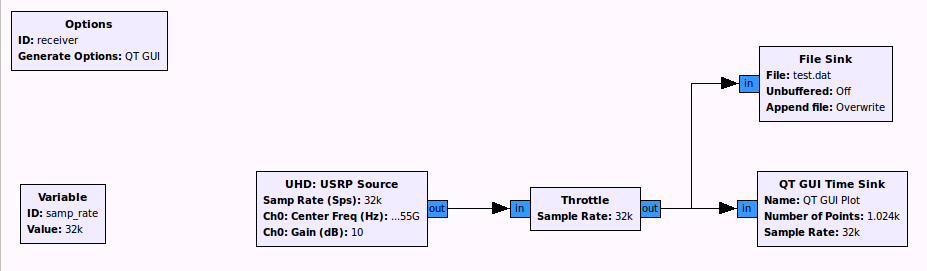 Options
ID: receiver
Generate Options: QT GUI
File Sink
File: test.dat
Unbuffered: Off
Append file: Overwrite
in
Variable
ID: samp_rate
Value: 32k
UHD: USRP Source
Samp Rate (Sps): 32k
Ch0: Center Freq (Hz): ...55G
Ch0: Gain (dB): 10
out
in
Throttle
Sample Rate: 32k
out
in
QT GUI Time Sink
Name: QT GUI Plot
Number of Points: 1.024k
Sample Rate: 32k